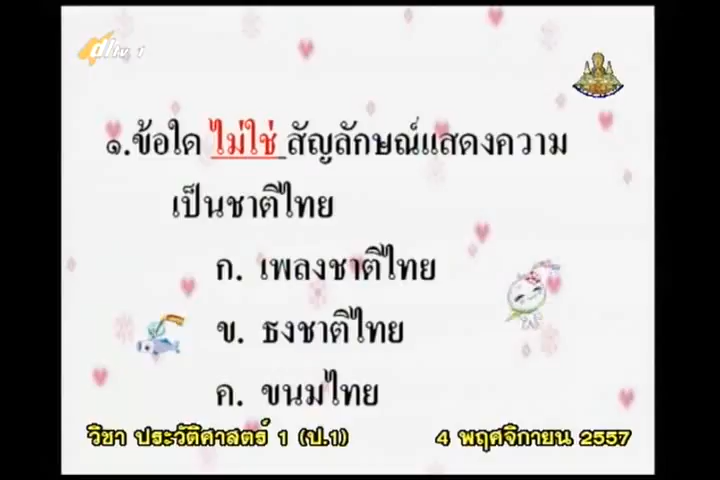 dltv 1
๑.ข้อใด ไม่ใช่ สัญลักษณ์แสดงความ
เป็นชาติไทย
ก. เพลงชาติไทย
ข. ธงชาติไทย
ค. ขนมไทย
วิชา ประวัติศาสตร์ 1 (ป.1) 4 พฤศจิกายน 2557